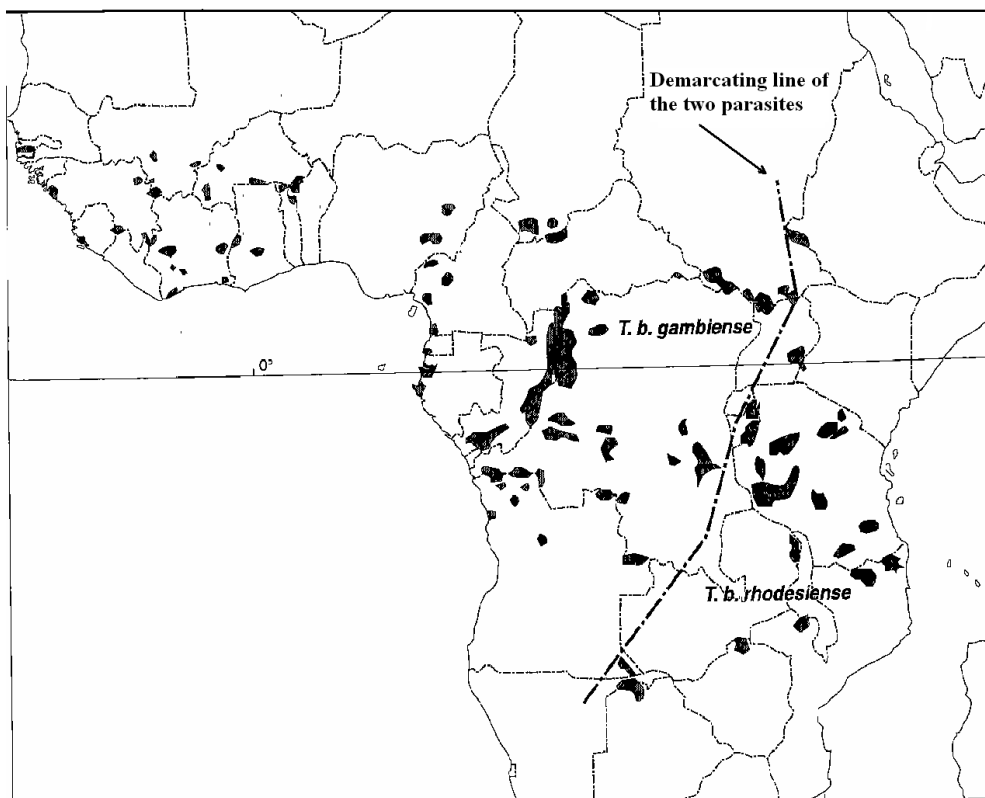 Demarcating line of
the two parasites
T. b. gambiense
0°
T. b. rhodesiense